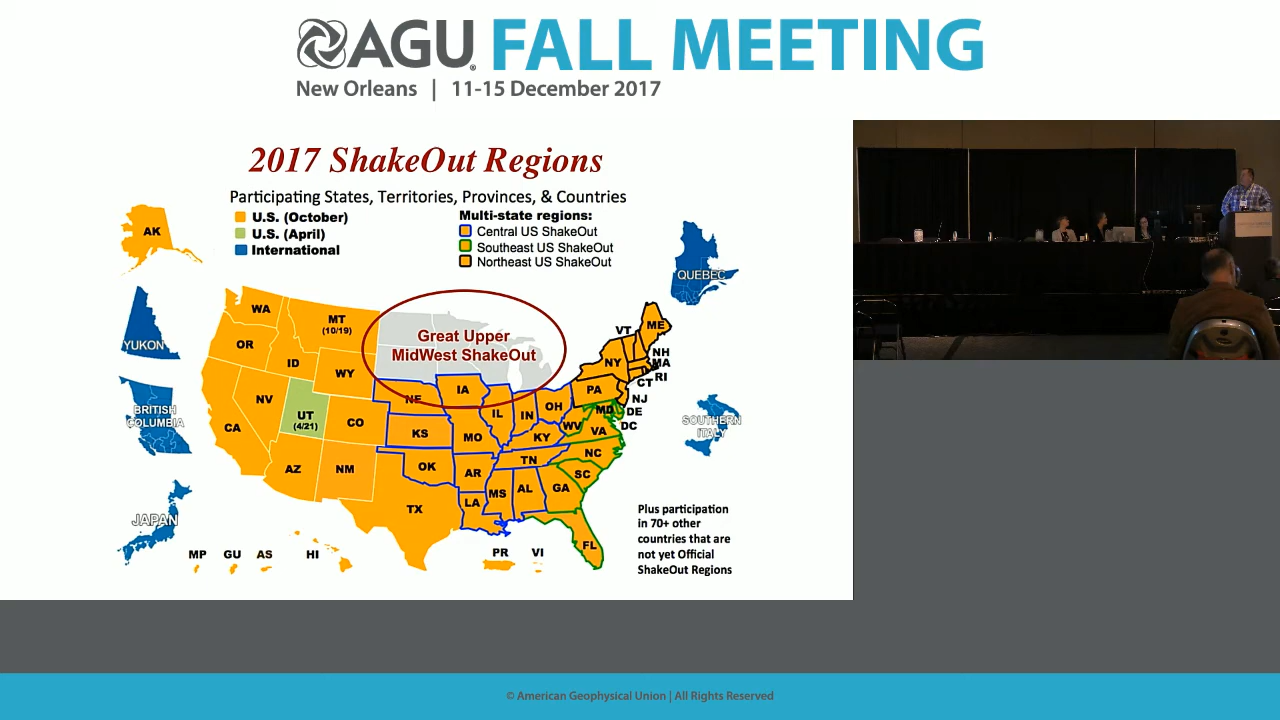 AGU FALL MEETING
New Orleans | 11-15 December 2017
2017 ShakeOut Regions
Participating States, Territories, Provinces, & Countries
U.S. (October)
U.S. (April)
International
Multi-state regions:
Central US ShakeOut
Southeast US ShakeOut
Northeast US ShakeOut
AK
QUEBEC
YUKON
BRITISH
COLUMBIA
JAPAN
SOUTHERN
ITALY
WA
OR
ID
MT
(10/19)
WY
NV
UT
(4/21)
CO
CA
AZ
NM
Great Upper
MidWest ShakeOut
NE
IA
KS
MO
OK
AR
TX
LA
IL
IN
OH
KY
TN
MS
AL
GA
FL
SC
NC
VA
WV
MD
PA
NY
VT
ME
NH
MA
RI
CT
NJ
DE
DC
MP
GU
AS
HI
PR
VI
Plus participation
in 70+ other
countries that are
not yet Official
ShakeOut Regions
© American Geophysical Union | All Rights Reserved